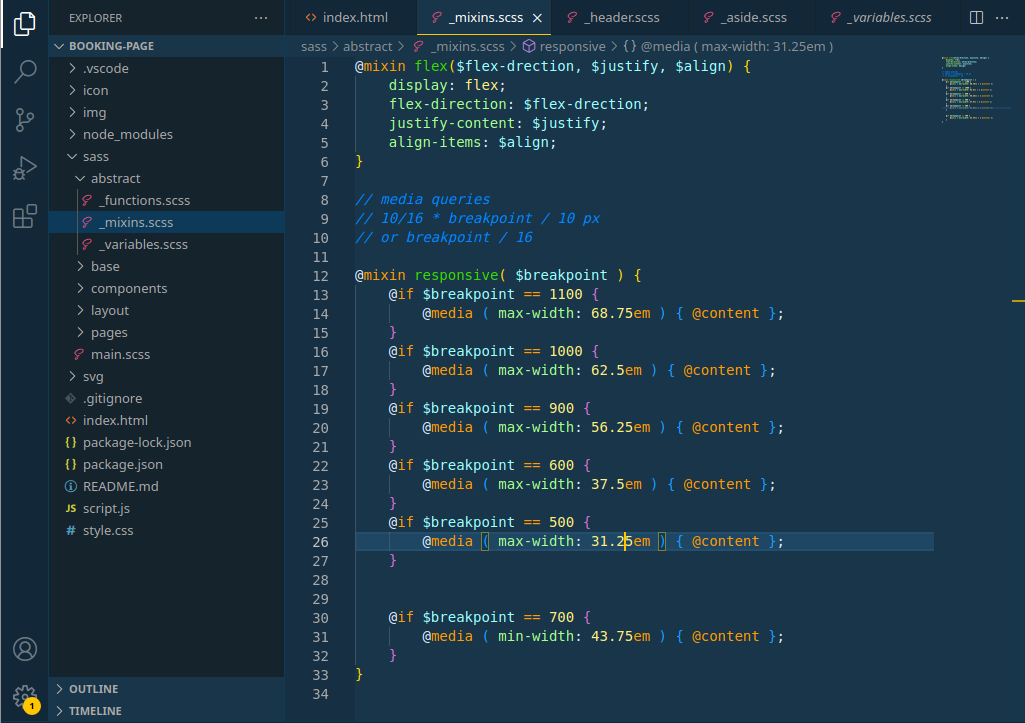 EXPLORER
BOOKING-PAGE
.vscode
icon
img
node_modules
sass
abstract
_functions.scss
_mixins.scss
_variables.scss
base
components
layout
pages
main.scss
svg
.gitignore
<> index.html
{} package-lock.json
{} package.json
README.md
JS script.js
# style.css
OUTLINE
TIMELINE
1
<> index.html
_mixins.scss
_header.scss
_aside.scss
_variables.scss
sass > abstract > _mixins.scss > responsive > {} @media ( max-width: 31.25em )
1 @mixin flex($flex-drection, $justify, $align) {
2     display: flex;
3     flex-direction: $flex-drection;
4     justify-content: $justify;
5     align-items: $align;
6 }
7
8 // media queries
9 // 10/16 * breakpoint / 10 px
10 // or breakpoint / 16
11
12 @mixin responsive( $breakpoint ) {
13     @if $breakpoint == 1100 {
14         @media ( max-width: 68.75em ) { @content };
15     }
16     @if $breakpoint == 1000 {
17         @media ( max-width: 62.5em ) { @content };
18     }
19     @if $breakpoint == 900 {
20         @media ( max-width: 56.25em ) { @content };
21     }
22     @if $breakpoint == 600 {
23         @media ( max-width: 37.5em ) { @content };
24     }
25     @if $breakpoint == 500 {
26         @media ( max-width: 31.25em ) { @content };
27     }
28
29
30     @if $breakpoint == 700 {
31         @media ( min-width: 43.75em ) { @content };
32     }
33 }
34